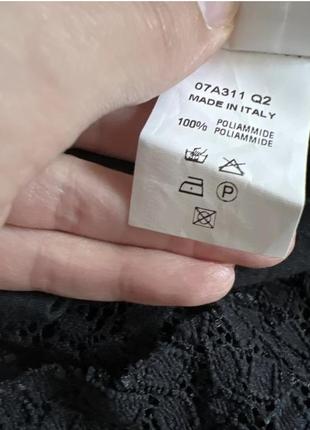 07A311 Q2
MADE IN ITALY
100% POLIAMMIDE
POLIAMMIDE
P